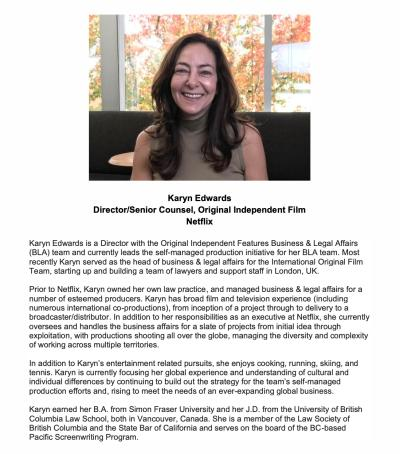 Karyn Edwards
Director/Senior Counsel, Original Independent Film
Netflix
Karyn Edwards is a Director with the Original Independent Features Business & Legal Affairs
(BLA) team and currently leads the self-managed production initiative for her BLA team. Most
recently Karyn served as the head of business & legal affairs for the International Original Film
Team, starting up and building a team of lawyers and support staff in London, UK.
Prior to Netflix, Karyn owned her own law practice, and managed business & legal affairs for a
number of esteemed producers. Karyn has broad film and television experience (including
numerous international co-productions), from inception of a project through to delivery to a
broadcaster/distributor. In addition to her responsibilities as an executive at Netflix, she currently
oversees and handles the business affairs for a slate of projects from initial idea through
exploitation, with productions shooting all over the globe, managing the diversity and complexity
of working across multiple territories.
In addition to Karyn's entertainment related pursuits, she enjoys cooking, running, skiing, and
tennis. Karyn is currently focusing her global experience and understanding of cultural and
individual differences by continuing to build out the strategy for the team's self-managed
production efforts and, rising to meet the needs of an ever-expanding global business.
Karyn earned her B.A. from Simon Fraser University and her J.D. from the University of British
Columbia Law School, both in Vancouver, Canada. She is a member of the Law Society of
British Columbia and the State Bar of California and serves on the board of the BC-based
Pacific Screenwriting Program.